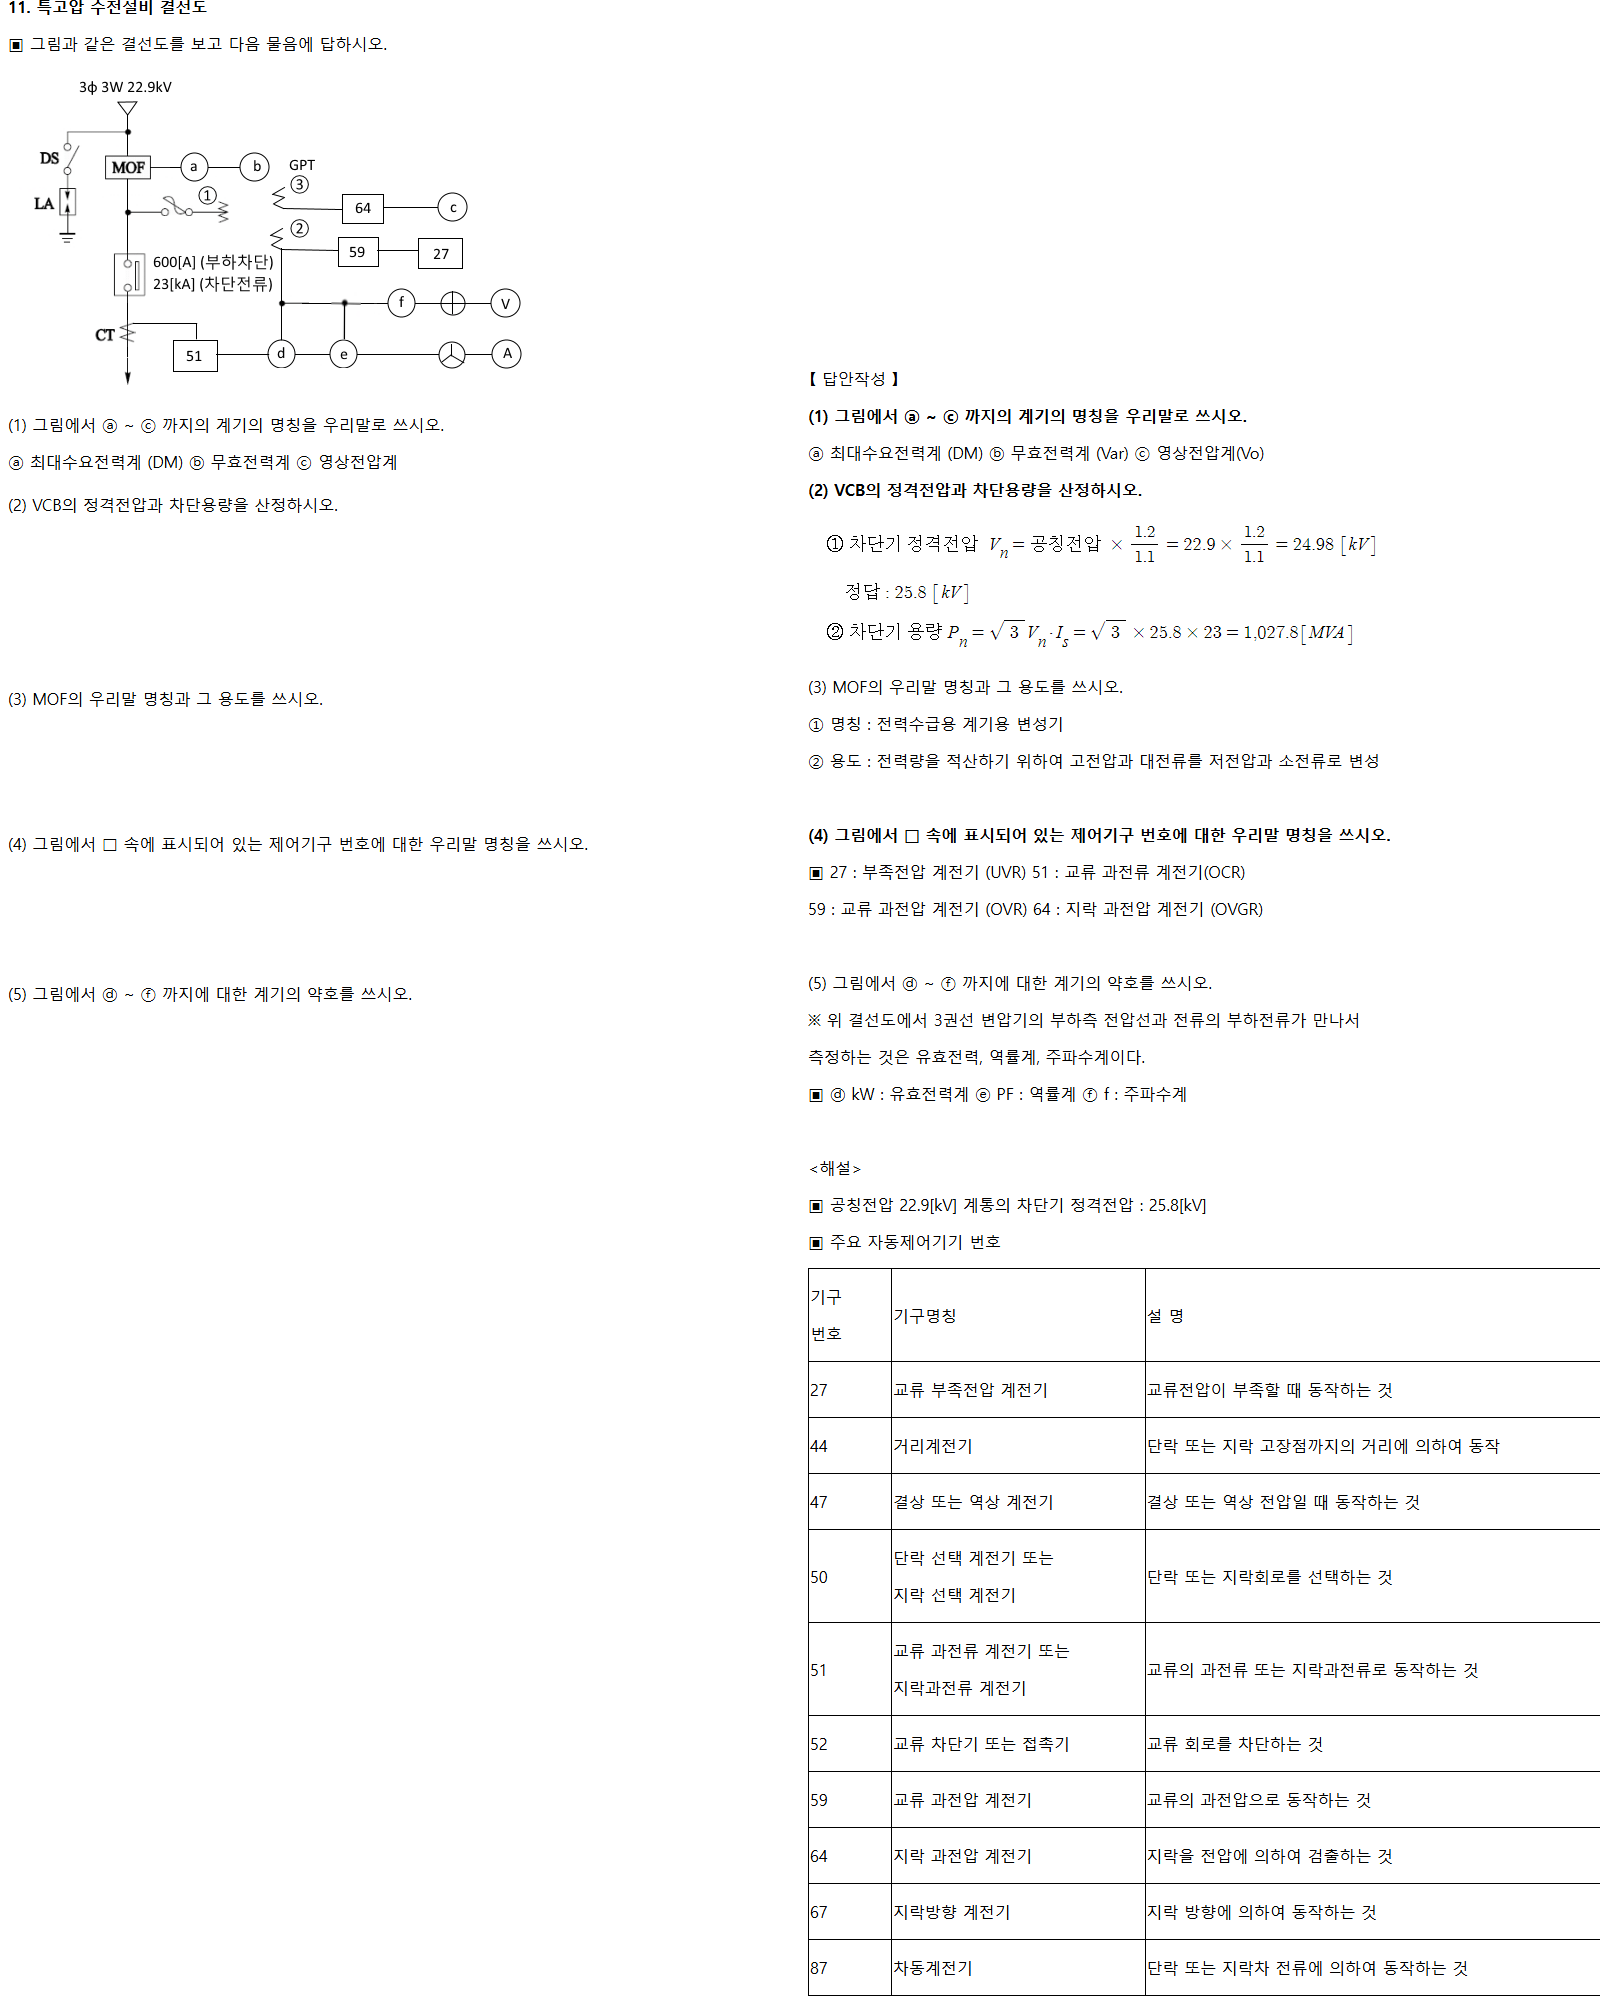 11. 특고압 수전설비 결선도
▣ 그림과 같은 결선도를 보고 다음 물음에 답하시오.
3ϕ 3W 22.9kV
DS
MOF
a
b
GPT
③
LA
①
64
c
②
59
27
600[A] (부하차단)
23[kA] (차단전류)
f
V
CT
51
d
e
A
(1) 그림에서 ⓐ ~ ⓒ 까지의 계기의 명칭을 우리말로 쓰시오.
ⓐ 최대수요전력계 (DM) ⓑ 무효전력계 ⓒ 영상전압계
(2) VCB의 정격전압과 차단용량을 산정하시오.
(3) MOF의 우리말 명칭과 그 용도를 쓰시오.
(4) 그림에서 □ 속에 표시되어 있는 제어기구 번호에 대한 우리말 명칭을 쓰시오.
(5) 그림에서 ⓓ ~ ⓕ 까지에 대한 계기의 약호를 쓰시오.
【 답안작성 】
(1) 그림에서 ⓐ ~ ⓒ 까지의 계기의 명칭을 우리말로 쓰시오.
ⓐ 최대수요전력계 (DM) ⓑ 무효전력계 (Var) ⓒ 영상전압계(Vo)
(2) VCB의 정격전압과 차단용량을 산정하시오.
① 차단기 정격전압 Vn = 공칭전압 × 1.2/1.1 = 22.9 × 1.2/1.1 = 24.98 [kV]
정답 : 25.8 [kV]
② 차단기 용량 Pn = √3 Vn·Is = √3 × 25.8 × 23 = 1,027.8[MVA]
(3) MOF의 우리말 명칭과 그 용도를 쓰시오.
① 명칭 : 전력수급용 계기용 변성기
② 용도 : 전력량을 적산하기 위하여 고전압과 대전류를 저전압과 소전류로 변성
(4) 그림에서 □ 속에 표시되어 있는 제어기구 번호에 대한 우리말 명칭을 쓰시오.
▣ 27 : 부족전압 계전기 (UVR) 51 : 교류 과전류 계전기(OCR)
59 : 교류 과전압 계전기 (OVR) 64 : 지락 과전압 계전기 (OVGR)
(5) 그림에서 ⓓ ~ ⓕ 까지에 대한 계기의 약호를 쓰시오.
※ 위 결선도에서 3권선 변압기의 부하측 전압선과 전류의 부하전류가 만나서
측정하는 것은 유효전력, 역률계, 주파수계이다.
▣ ⓓ kW : 유효전력계 ⓔ PF : 역률계 ⓕ f : 주파수계
<해설>
▣ 공칭전압 22.9[kV] 계통의 차단기 정격전압 : 25.8[kV]
▣ 주요 자동제어기기 번호
기구
번호
기구명칭
설 명
27
교류 부족전압 계전기
교류전압이 부족할 때 동작하는 것
44
거리계전기
단락 또는 지락 고장점까지의 거리에 의하여 동작
47
결상 또는 역상 계전기
결상 또는 역상 전압일 때 동작하는 것
50
단락 선택 계전기 또는
지락 선택 계전기
단락 또는 지락회로를 선택하는 것
51
교류 과전류 계전기 또는
지락과전류 계전기
교류의 과전류 또는 지락과전류로 동작하는 것
52
교류 차단기 또는 접촉기
교류 회로를 차단하는 것
59
교류 과전압 계전기
교류의 과전압으로 동작하는 것
64
지락 과전압 계전기
지락을 전압에 의하여 검출하는 것
67
지락방향 계전기
지락 방향에 의하여 동작하는 것
87
차동계전기
단락 또는 지락차 전류에 의하여 동작하는 것